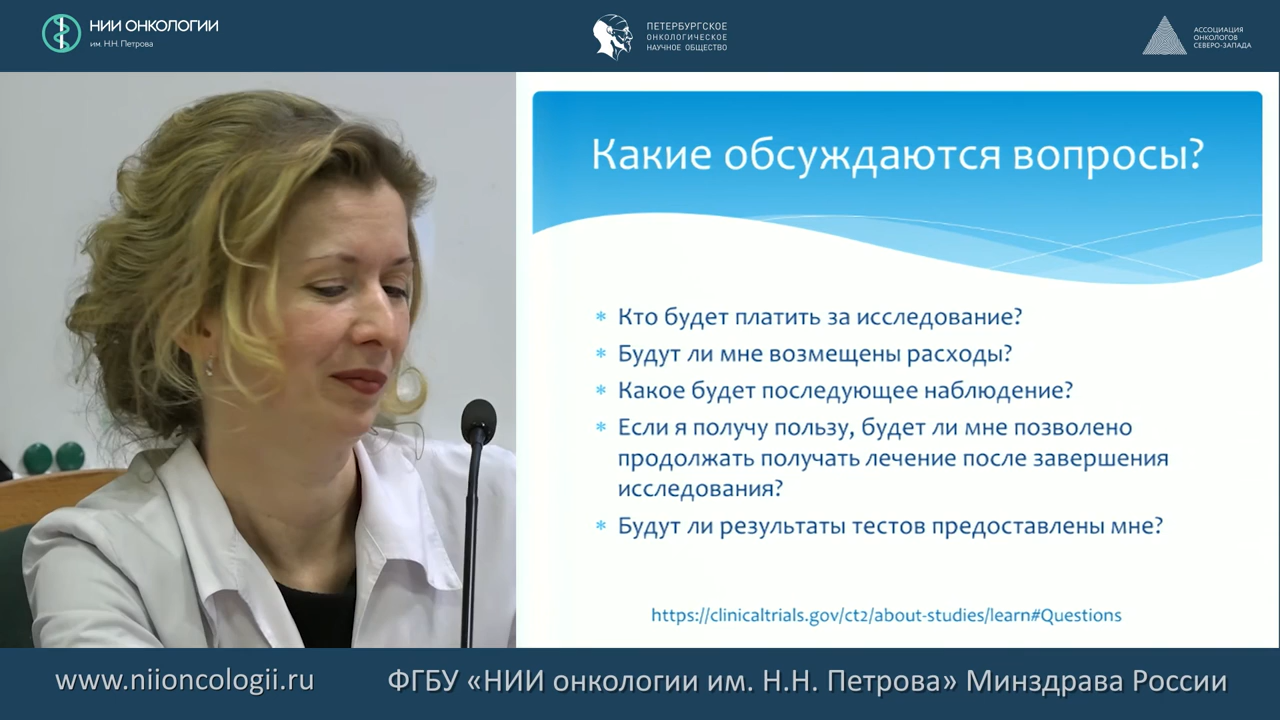 НИИ ОНКОЛОГИИ
им. Н.Н. Петрова
ПЕТЕРБУРГСКОЕ
ОНКОЛОГИЧЕСКОЕ
НАУЧНОЕ ОБЩЕСТВО
АССОЦИАЦИЯ
ОНКОЛОГОВ
СЕВЕРО-ЗАПАДА
Какие обсуждаются вопросы?
Кто будет платить за исследование?
Будут ли мне возмещены расходы?
Какое будет последующее наблюдение?
Если я получу пользу, будет ли мне позволено
продолжать получать лечение после завершения
исследования?
Будут ли результаты тестов предоставлены мне?
https://clinicaltrials.gov/ct2/about-studies/learn#Questions
www.niioncologii.ru
ФГБУ «НИИ онкологии им. Н.Н. Петрова» Минздрава России